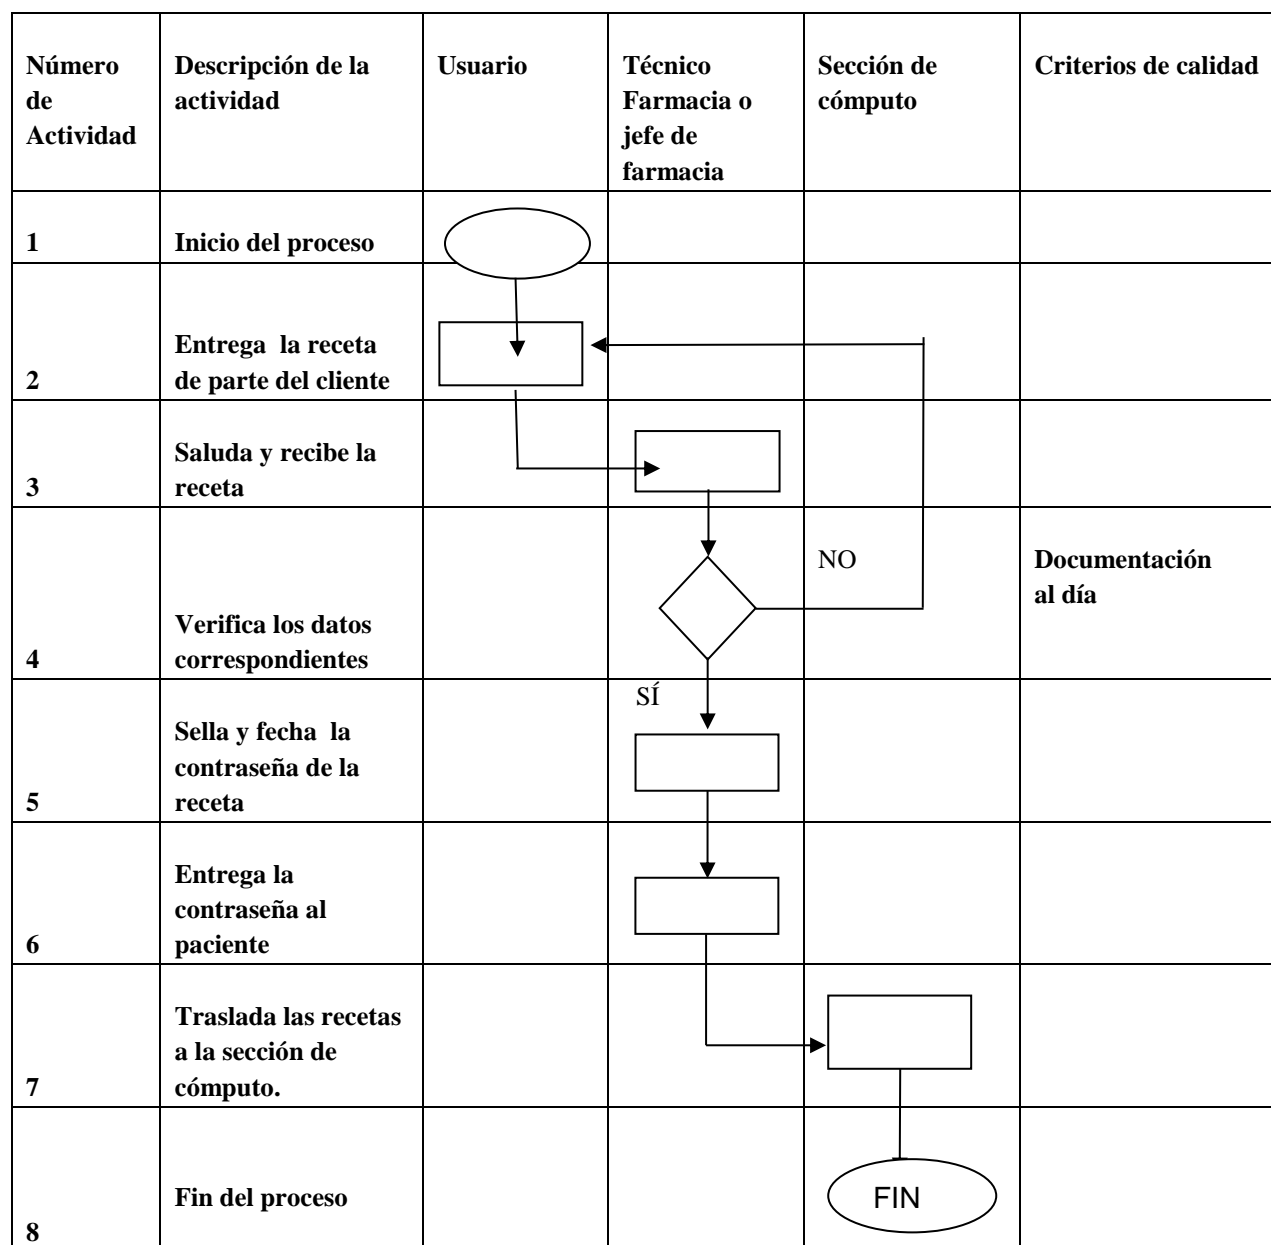 Número
de
Actividad
Descripción de la
actividad
Usuario
Técnico
Farmacia o
jefe de
farmacia
Sección de
cómputo
Criterios de calidad
1
Inicio del proceso
2
Entrega  la receta
de parte del cliente
3
Saluda y recibe la
receta
4
Verifica los datos
correspondientes
NO
Documentación
al día
5
Sella y fecha  la
contraseña de la
receta
SÍ
6
Entrega la
contraseña al
paciente
7
Traslada las recetas
a la sección de
cómputo.
8
Fin del proceso
FIN